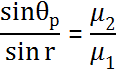 sinθₚ / sin r = μ₂ / μ₁